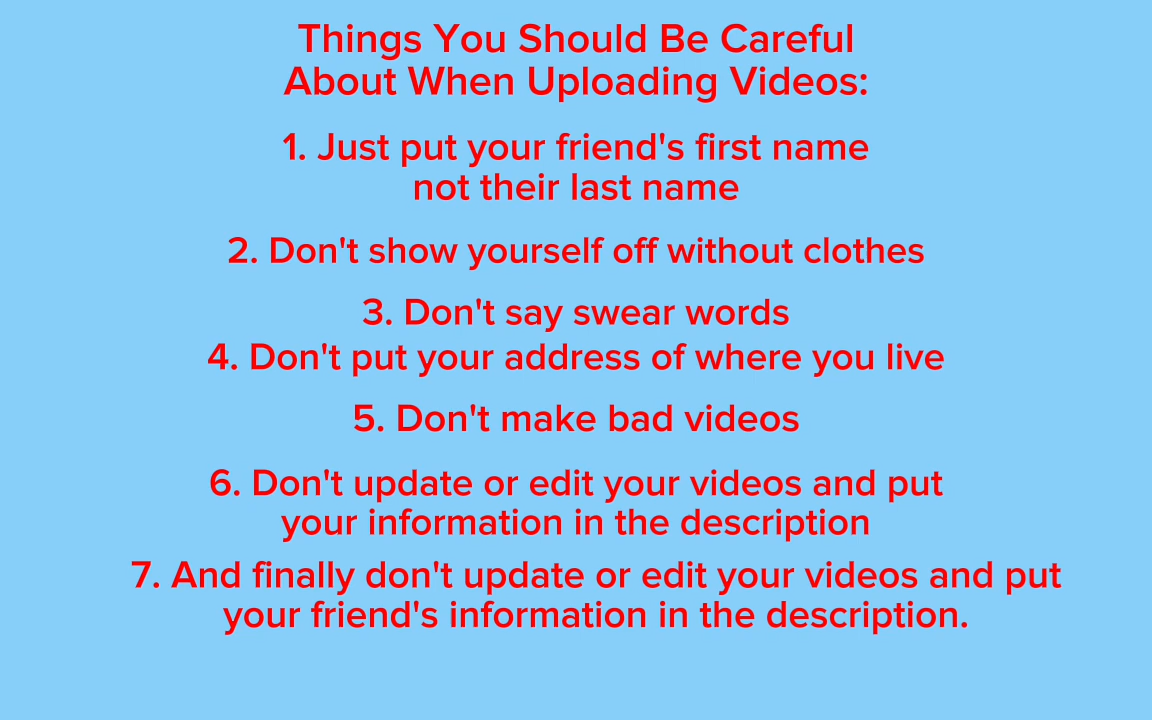 Things You Should Be Careful
About When Uploading Videos:
1. Just put your friend's first name
not their last name
2. Don't show yourself off without clothes
3. Don't say swear words
4. Don't put your address of where you live
5. Don't make bad videos
6. Don't update or edit your videos and put
your information in the description
7. And finally don't update or edit your videos and put
your friend's information in the description.